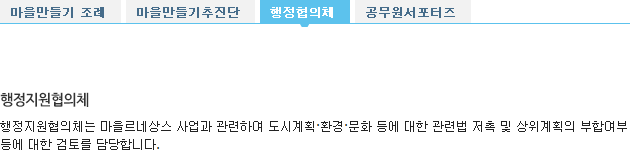 마을만들기 조례 마을만들기추진단 행정협의체 공무원서포터즈
행정지원협의체
행정지원협의체는 마을르네상스 사업과 관련하여 도시계획·환경·문화 등에 대한 관련법 저촉 및 상위계획의 부합여부
등에 대한 검토를 담당합니다.